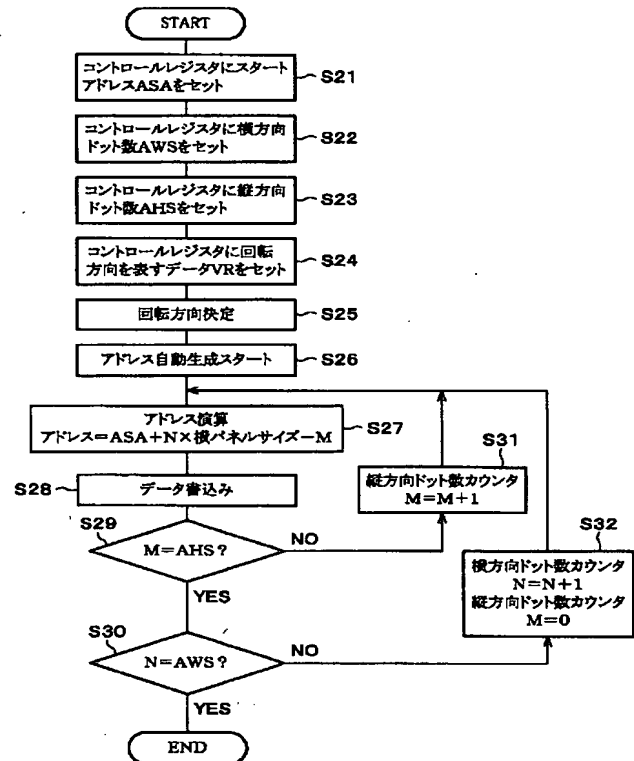 START
コントロールレジスタにスタート
アドレスASAをセット
S21
コントロールレジスタに横方向
ドット数AWSをセット
S22
コントロールレジスタに縦方向
ドット数AHSをセット
S23
コントロールレジスタに回転
方向を表すデータVRをセット
S24
回転方向決定
S25
アドレス自動生成スタート
S26
アドレス演算
アドレス=ASA+N×横パネルサイズ-M
S27
S28
データ書込み
S29
M=AHS?
NO
YES
S31
縦方向ドット数カウンタ
M=M+1
S30
N=AWS?
NO
YES
S32
横方向ドット数カウンタ
N=N+1
縦方向ドット数カウンタ
M=0
END